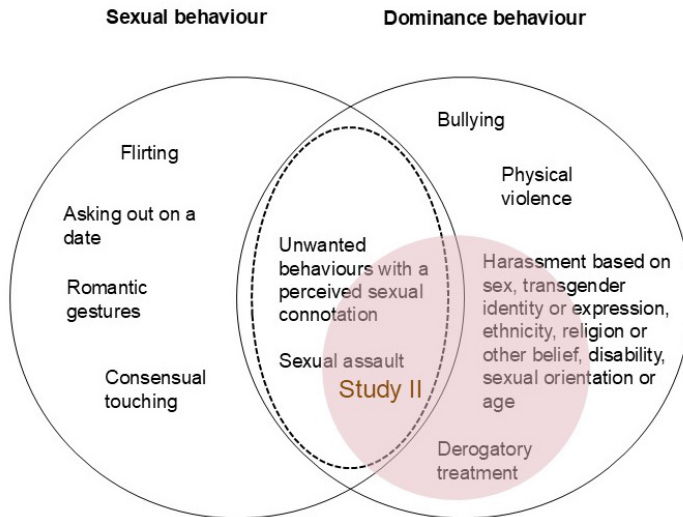 Sexual behaviour
Dominance behaviour
Bullying
Flirting
Physical
violence
Asking out on a
date
Unwanted
behaviours with a
perceived sexual
connotation
Harassment based on
sex, transgender
identity or expression,
ethnicity, religion or
other belief, disability,
sexual orientation or
age
Romantic
gestures
Sexual assault
Consensual
touching
Study II
Derogatory
treatment